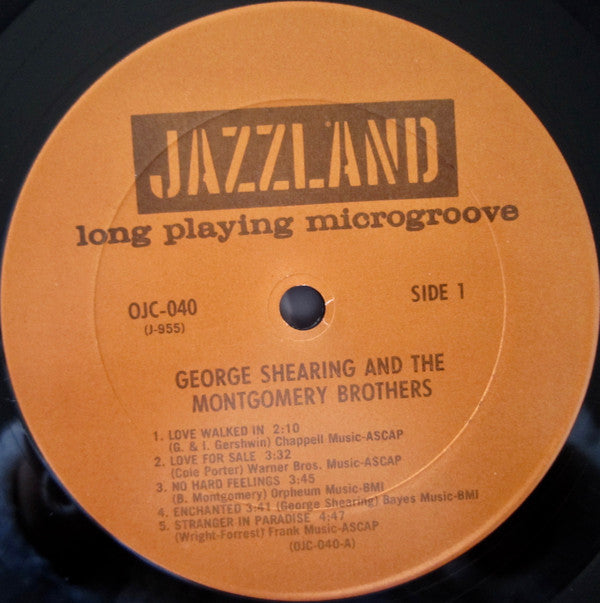 JAZZLAND
long playing microgroove
OJC-040
(J-955)
SIDE 1
GEORGE SHEARING AND THE
MONTGOMERY BROTHERS
1. LOVE WALKED IN 2:10
(G. & I. Gershwin) Chappell Music-ASCAP
2. LOVE FOR SALE 3:32
(Cole Porter) Warner Bros. Music-ASCAP
3. NO HARD FEELINGS 3:45
(B. Montgomery) Orpheum Music-BMI
4. ENCHANTED 3:41 (George Shearing) Bayes Music-BMI
5. STRANGER IN PARADISE 4:47
(Wright-Forrest) Frank Music-ASCAP
(OJC-040-A)